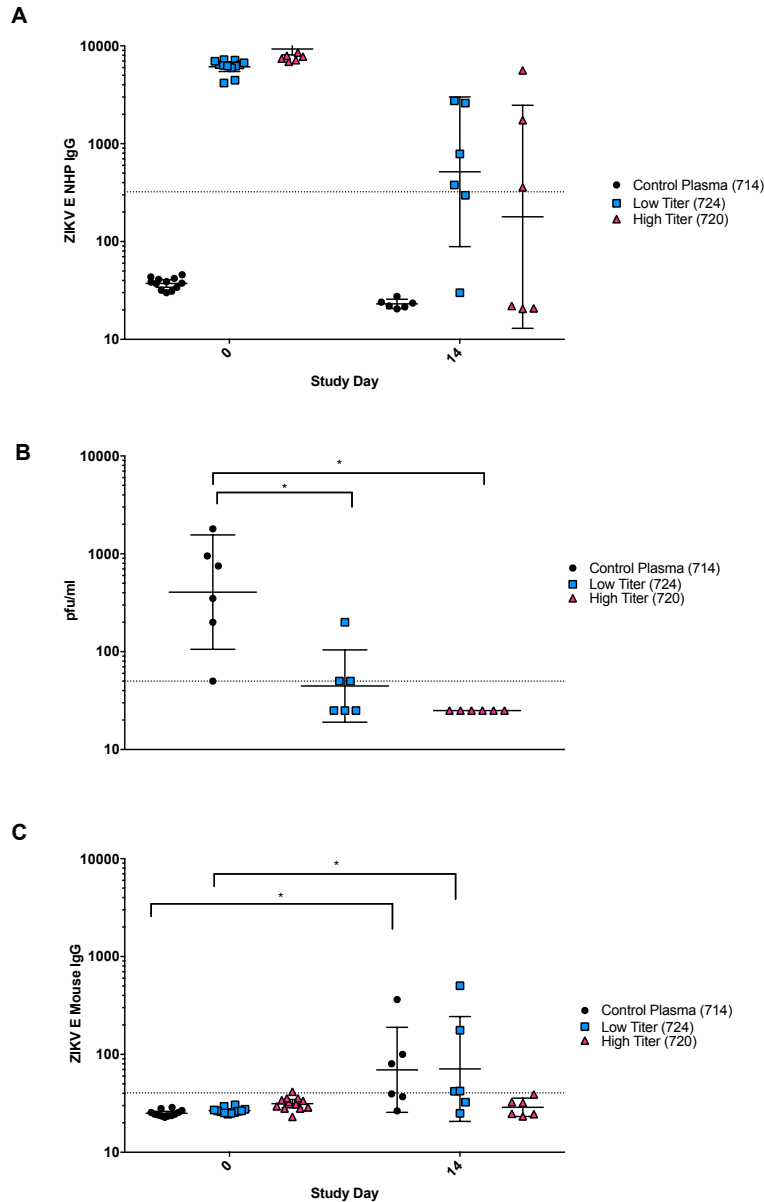 A
ZIKV E NHP IgG
10000
1000
100
10
0
14
Study Day
Control Plasma (714)
Low Titer (724)
High Titer (720)
B
pfu/ml
10000
1000
100
10
*
*
Control Plasma (714)
Low Titer (724)
High Titer (720)
C
ZIKV E Mouse IgG
10000
1000
100
10
*
*
0
14
Study Day
Control Plasma (714)
Low Titer (724)
High Titer (720)